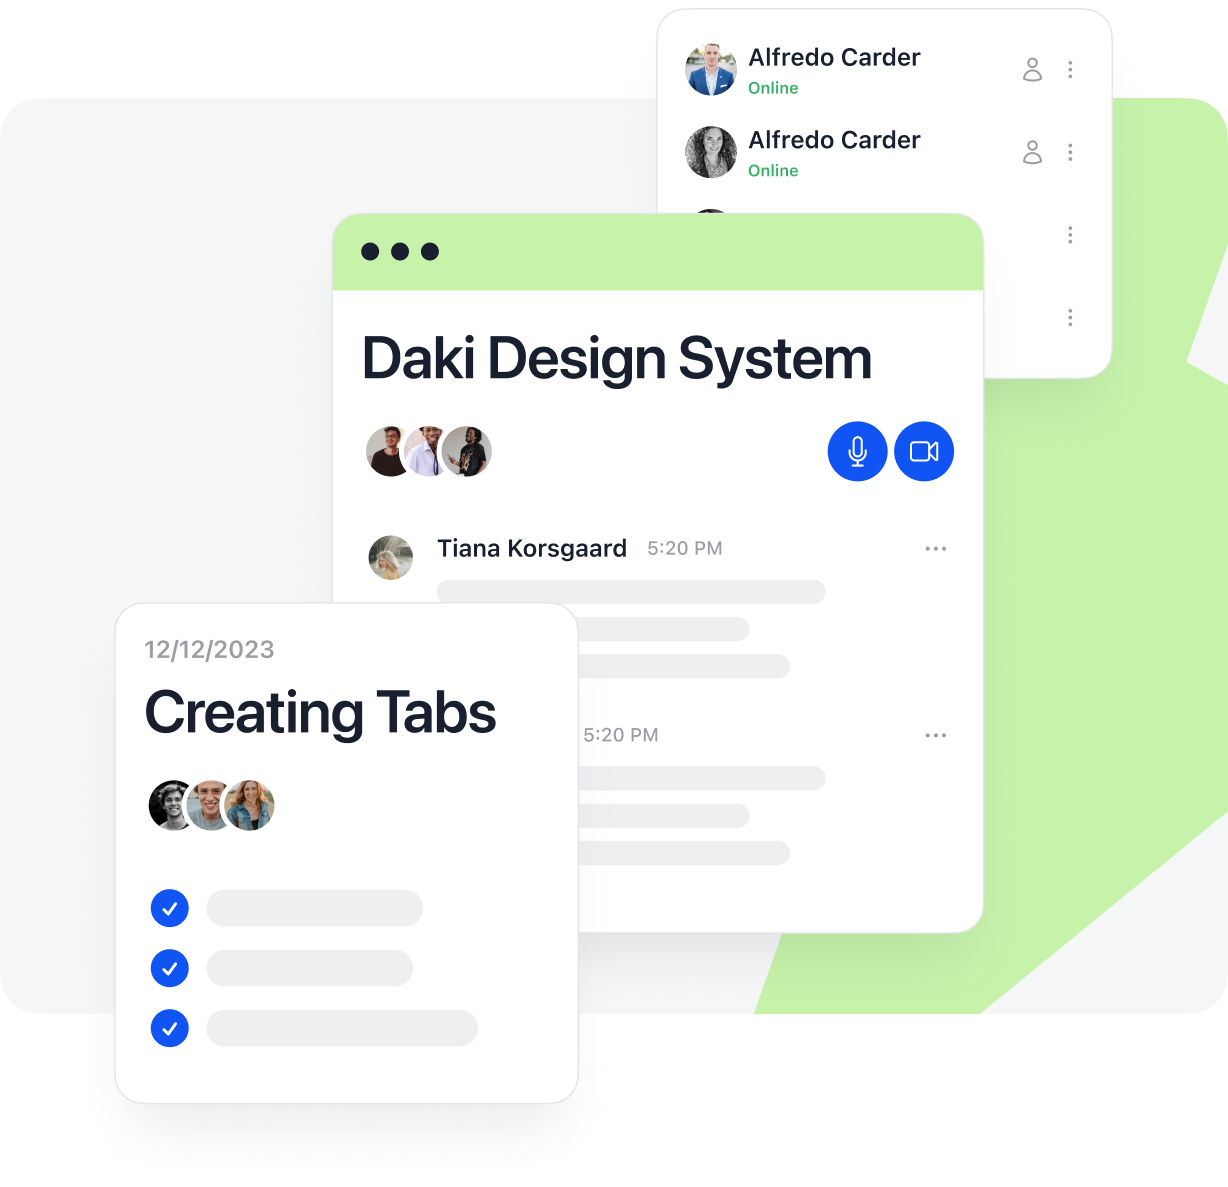 Alfredo Carder
Online
Alfredo Carder
Online
Daki Design System
Tiana Korsgaard 5:20 PM
12/12/2023
Creating Tabs
5:20 PM